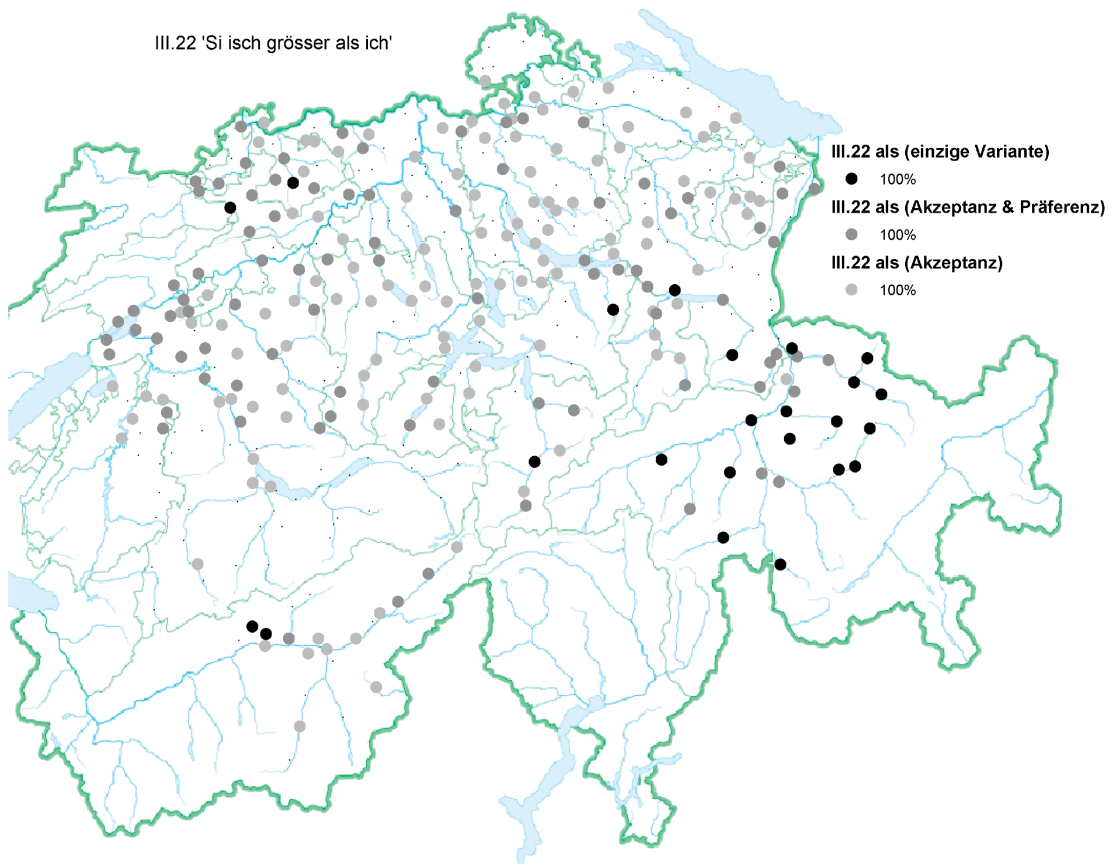 III.22 'Si isch grösser als ich'
III.22 als (einzige Variante)
100%
III.22 als (Akzeptanz & Präferenz)
100%
III.22 als (Akzeptanz)
100%